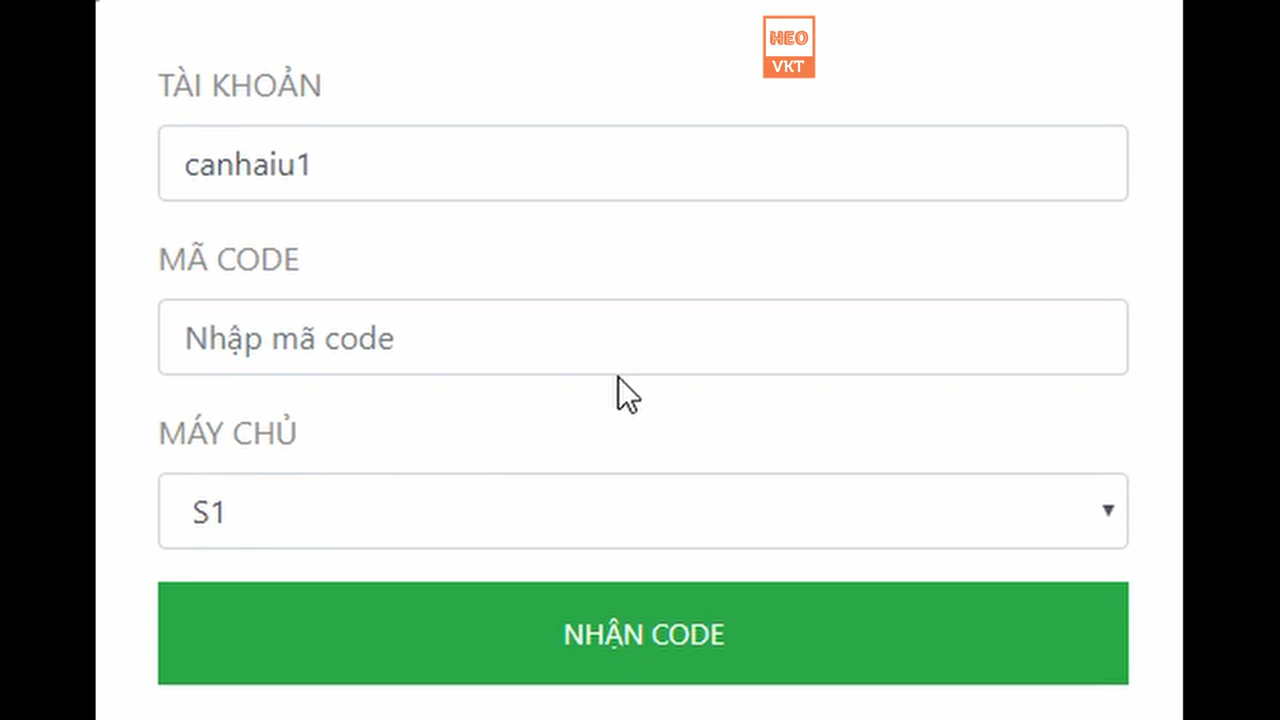 HEO
VKT
TÀI KHOẢN
canhaiu1
MÃ CODE
Nhập mã code
MÁY CHỦ
S1
NHẬN CODE